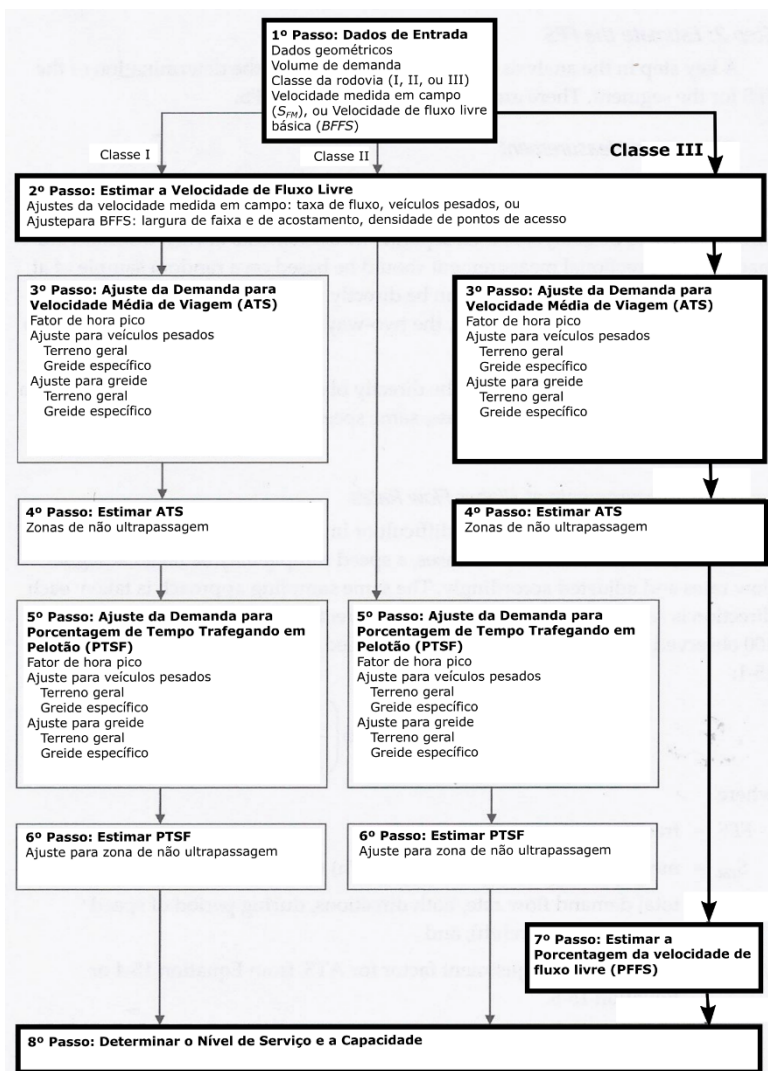 1º Passo: Dados de Entrada
Dados geométricos
Volume de demanda
Classe da rodovia (I, II, ou III)
Velocidade medida em campo
(S_FM), ou Velocidade de fluxo livre
básica (BFFS)
Classe I
Classe II
Classe III
2º Passo: Estimar a Velocidade de Fluxo Livre
Ajustes da velocidade medida em campo: taxa de fluxo, veículos pesados, ou
Ajustepara BFFS: largura de faixa e de acostamento, densidade de pontos de acesso
3º Passo: Ajuste da Demanda para
Velocidade Média de Viagem (ATS)
Fator de hora pico
Ajuste para veículos pesados
Terreno geral
Greide específico
Ajuste para greide
Terreno geral
Greide específico
3º Passo: Ajuste da Demanda para
Velocidade Média de Viagem (ATS)
Fator de hora pico
Ajuste para veículos pesados
Terreno geral
Greide específico
Ajuste para greide
Terreno geral
Greide específico
4º Passo: Estimar ATS
Zonas de não ultrapassagem
4º Passo: Estimar ATS
Zonas de não ultrapassagem
5º Passo: Ajuste da Demanda para
Porcentagem de Tempo Trafegando em
Pelotão (PTSF)
Fator de hora pico
Ajuste para veículos pesados
Terreno geral
Greide específico
Ajuste para greide
Terreno geral
Greide específico
5º Passo: Ajuste da Demanda para
Porcentagem de Tempo Trafegando em
Pelotão (PTSF)
Fator de hora pico
Ajuste para veículos pesados
Terreno geral
Greide específico
Ajuste para greide
Terreno geral
Greide específico
6º Passo: Estimar PTSF
Ajuste para zona de não ultrapassagem
6º Passo: Estimar PTSF
Ajuste para zona de não ultrapassagem
7º Passo: Estimar a
Porcentagem da velocidade de
fluxo livre (PFFS)
8º Passo: Determinar o Nível de Serviço e a Capacidade